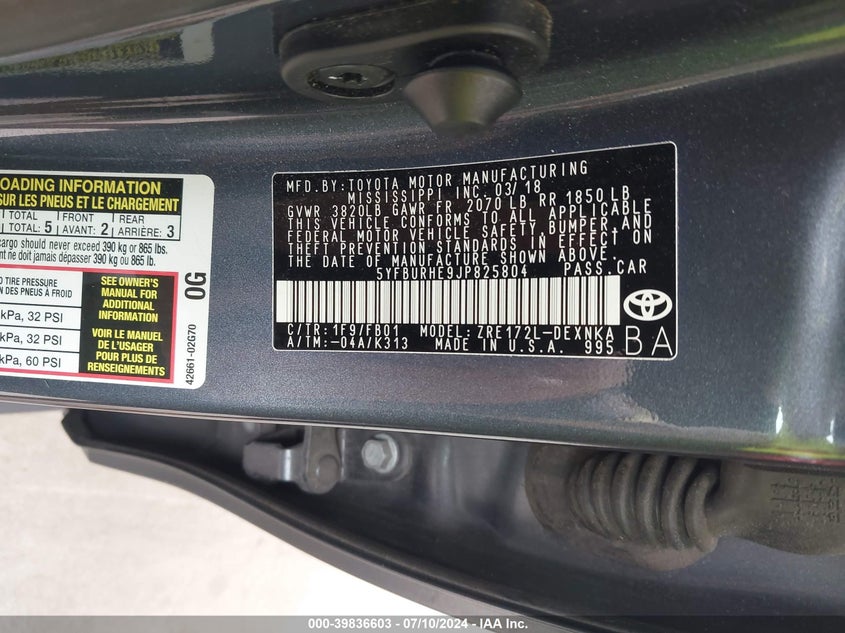 LOADING INFORMATION
SUR LES PNEUS ET LE CHARGEMENT
TOTAL FRONT REAR
TOTAL: 5 AVANT: 2 ARRIÈRE: 3
cargo should never exceed 390 kg or 865 lbs.
ne doit jamais dépasser 390 kg ou 865 lb.
TIRE PRESSURE
DES PNEUS À FROID
kPa, 32 PSI
kPa, 32 PSI
kPa, 60 PSI
SEE OWNER'S
MANUAL FOR
ADDITIONAL
INFORMATION
VOIR LE MANUEL
DE L'USAGER
POUR PLUS DE
RENSEIGNEMENTS
0G
42661-02G70
MFD. BY: TOYOTA MOTOR MANUFACTURING
MISSISSIPPI INC. 03/18
GVWR 3820LB GAWR FR 2070 LB RR 1850 LB
THIS VEHICLE CONFORMS TO ALL APPLICABLE
FEDERAL MOTOR VEHICLE SAFETY, BUMPER AND
THEFT PREVENTION STANDARDS IN EFFECT ON
THE DATE OF MANUFACTURE SHOWN ABOVE.
5YFBURHE9JP825804 PASS.CAR
C/TR: 1F9/FB01 MODEL: ZRE172L-DEXNKA
A/TM: -04A/K313 MADE IN U.S.A. 995
BA
000-39836603 - 07/10/2024 - IAA Inc.